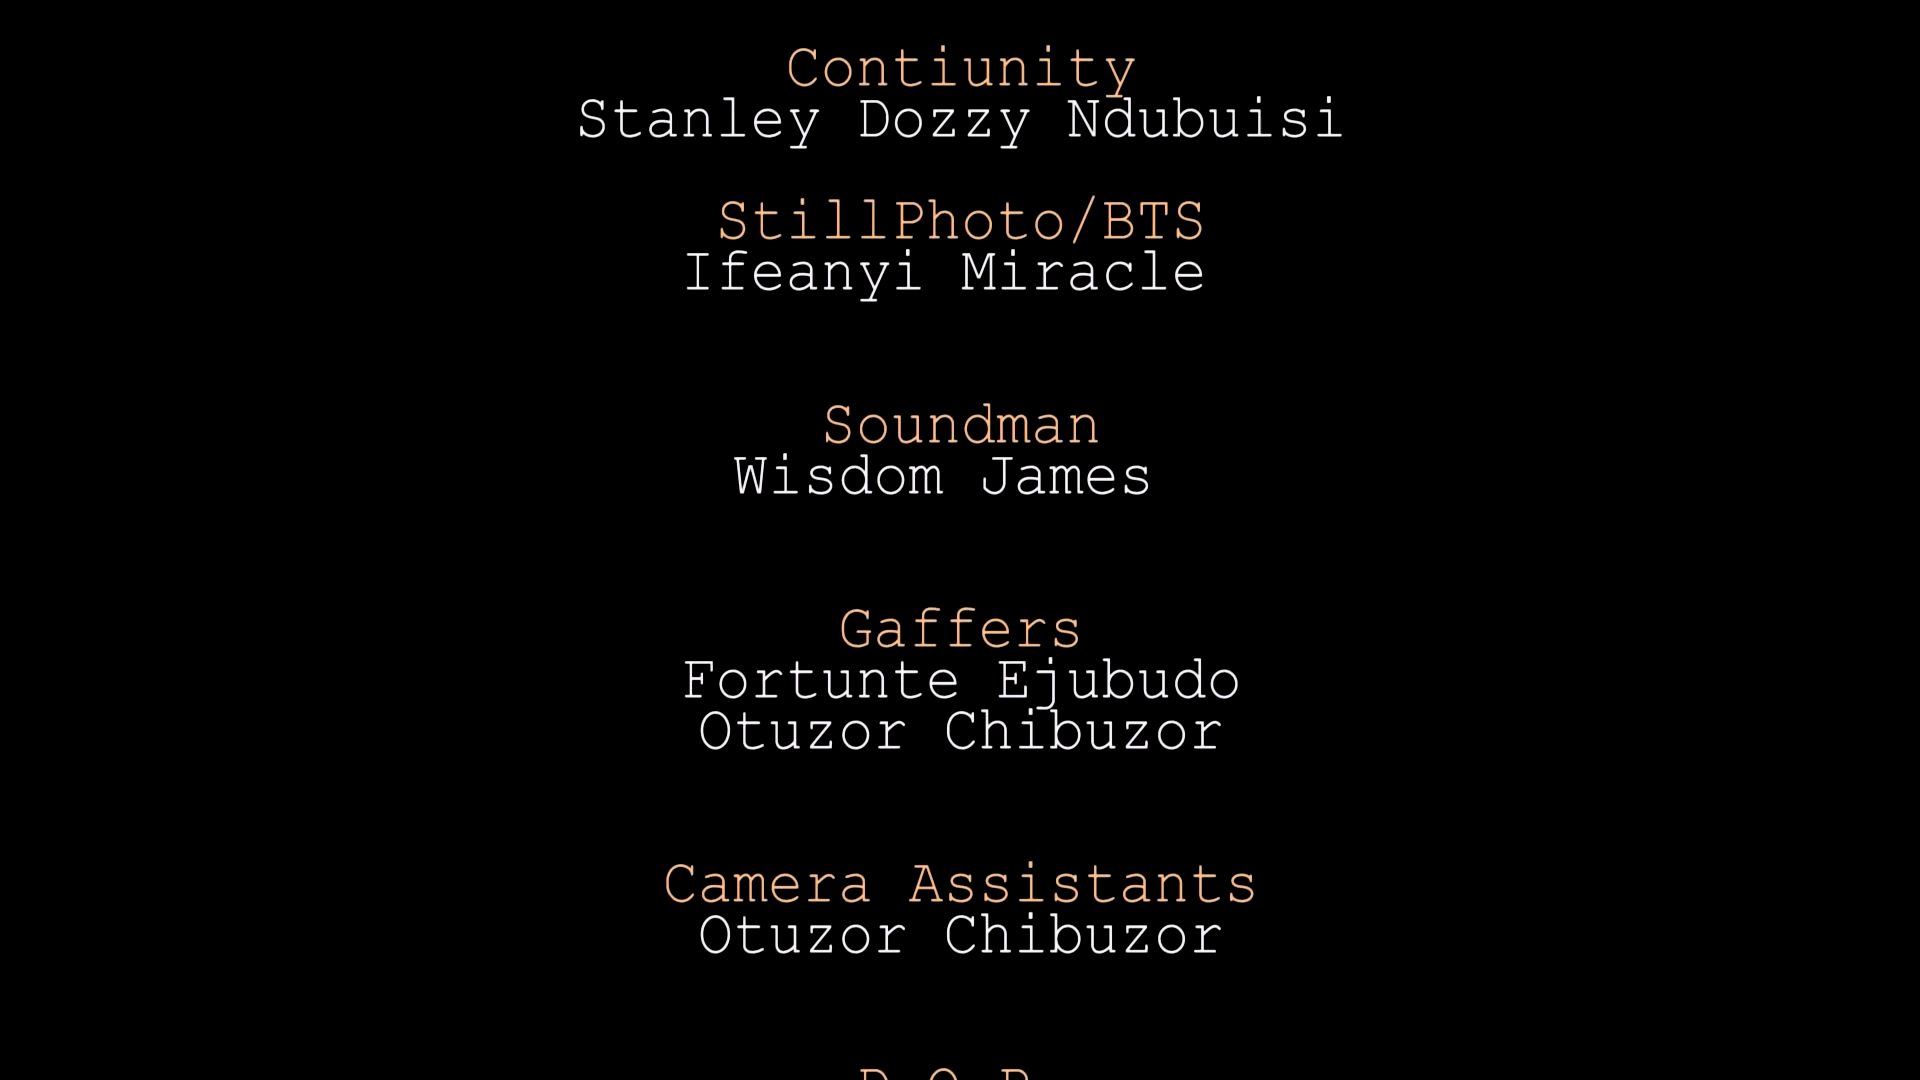 Contiunity
Stanley Dozzy Ndubuisi
StillPhoto/BTS
Ifeanyi Miracle
Soundman
Wisdom James
Gaffers
Fortunte Ejubudo
Otuzor Chibuzor
Camera Assistants
Otuzor Chibuzor